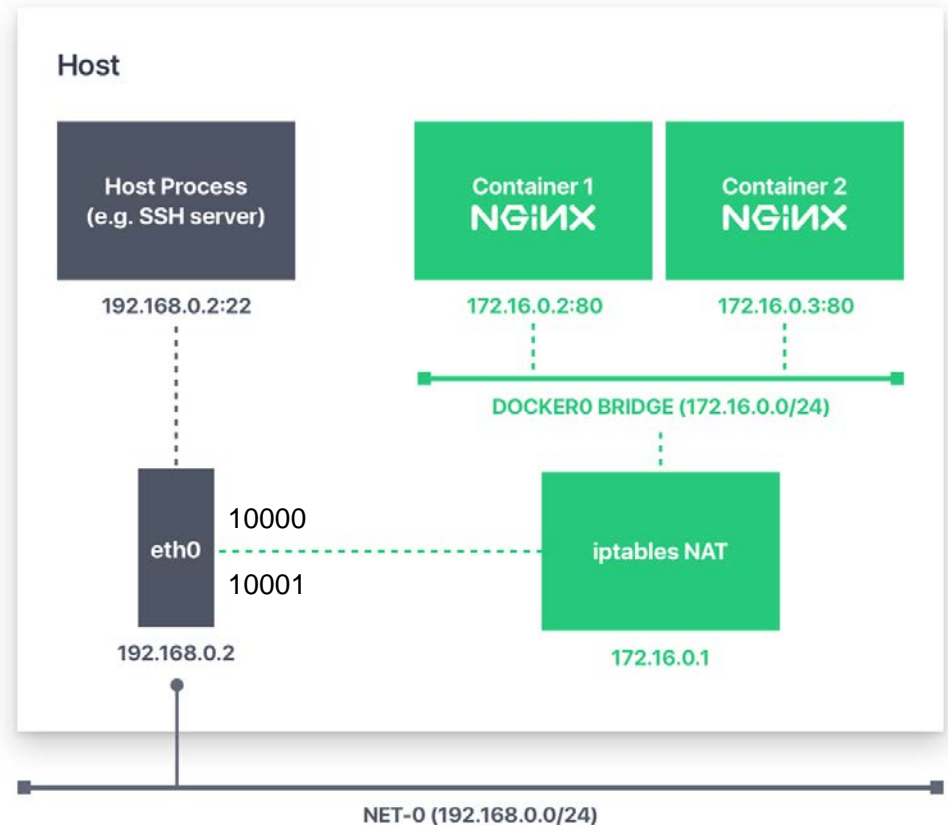 Host
Host Process
(e.g. SSH server)
192.168.0.2:22
Container 1
NGINX
172.16.0.2:80
Container 2
NGINX
172.16.0.3:80
DOCKER0 BRIDGE (172.16.0.0/24)
eth0
10000
10001
192.168.0.2
iptables NAT
172.16.0.1
NET-0 (192.168.0.0/24)